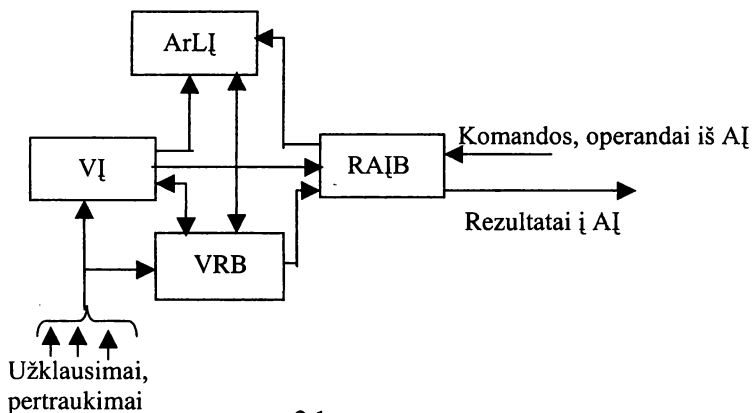 ArLĮ
VĮ
RAĮB
Komandos, operandai iš AĮ
Rezultatai į AĮ
VRB
Užklausimai,
pertraukimai